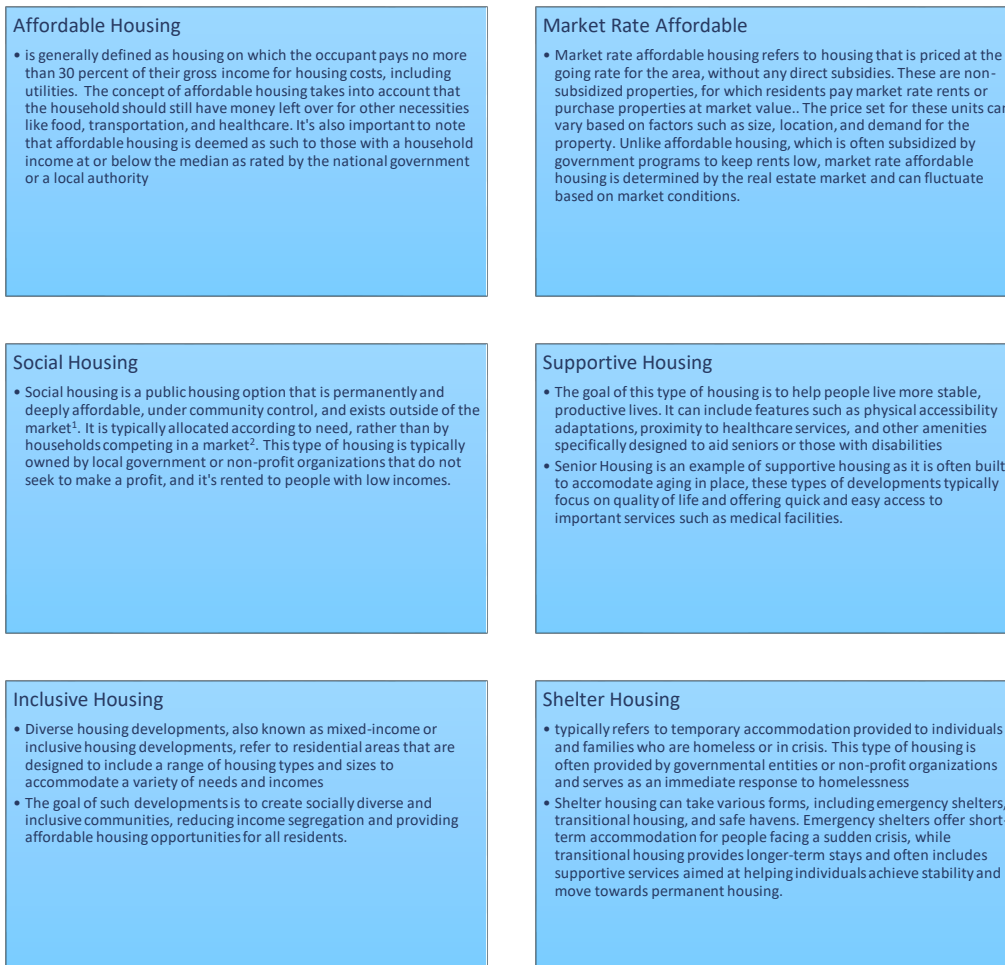 Affordable Housing
• is generally defined as housing on which the occupant pays no more
than 30 percent of their gross income for housing costs, including
utilities. The concept of affordable housing takes into account that
the household should still have money left over for other necessities
like food, transportation, and healthcare. It's also important to note
that affordable housing is deemed as such to those with a household
income at or below the median as rated by the national government
or a local authority
Market Rate Affordable
• Market rate affordable housing refers to housing that is priced at the
going rate for the area, without any direct subsidies. These are non-
subsidized properties, for which residents pay market rate rents or
purchase properties at market value.. The price set for these units can
vary based on factors such as size, location, and demand for the
property. Unlike affordable housing, which is often subsidized by
government programs to keep rents low, market rate affordable
housing is determined by the real estate market and can fluctuate
based on market conditions.
Social Housing
• Social housing is a public housing option that is permanently and
deeply affordable, under community control, and exists outside of the
market¹. It is typically allocated according to need, rather than by
households competing in a market². This type of housing is typically
owned by local government or non-profit organizations that do not
seek to make a profit, and it's rented to people with low incomes.
Supportive Housing
• The goal of this type of housing is to help people live more stable,
productive lives. It can include features such as physical accessibility
adaptations, proximity to healthcare services, and other amenities
specifically designed to aid seniors or those with disabilities
• Senior Housing is an example of supportive housing as it is often built
to accomodate aging in place, these types of developments typically
focus on quality of life and offering quick and easy access to
important services such as medical facilities.
Inclusive Housing
• Diverse housing developments, also known as mixed-income or
inclusive housing developments, refer to residential areas that are
designed to include a range of housing types and sizes to
accommodate a variety of needs and incomes
• The goal of such developments is to create socially diverse and
inclusive communities, reducing income segregation and providing
affordable housing opportunities for all residents.
Shelter Housing
• typically refers to temporary accommodation provided to individuals
and families who are homeless or in crisis. This type of housing is
often provided by governmental entities or non-profit organizations
and serves as an immediate response to homelessness
• Shelter housing can take various forms, including emergency shelters,
transitional housing, and safe havens. Emergency shelters offer short-
term accommodation for people facing a sudden crisis, while
transitional housing provides longer-term stays and often includes
supportive services aimed at helping individuals achieve stability and
move towards permanent housing.